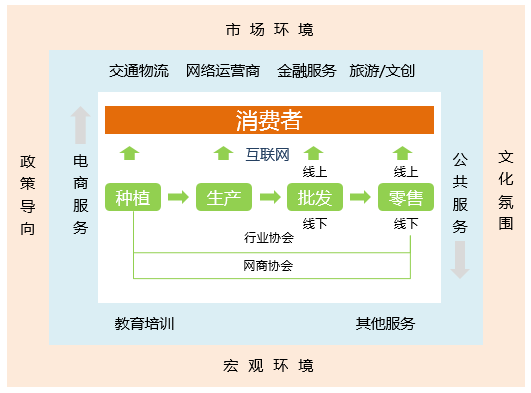 市场环境
交通物流 网络运营商 金融服务 旅游/文创
消费者
互联网
线上 线上
种植 生产 批发 零售
线下 线下
行业协会
网商协会
政策导向
电商服务
公共服务
文化氛围
教育培训 其他服务
宏观环境